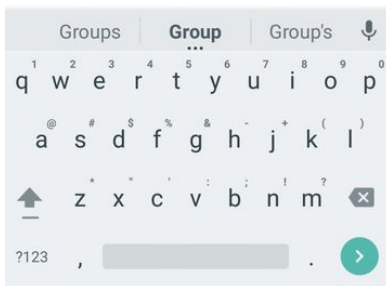 Groups Group Group's
1 2 3 4 5 6 7 8 9 0
q w e r t y u i o p
@ # $ % & - + ( )
a s d f g h j k l
* " ' : ; ! ?
z x c v b n m
?123 , .